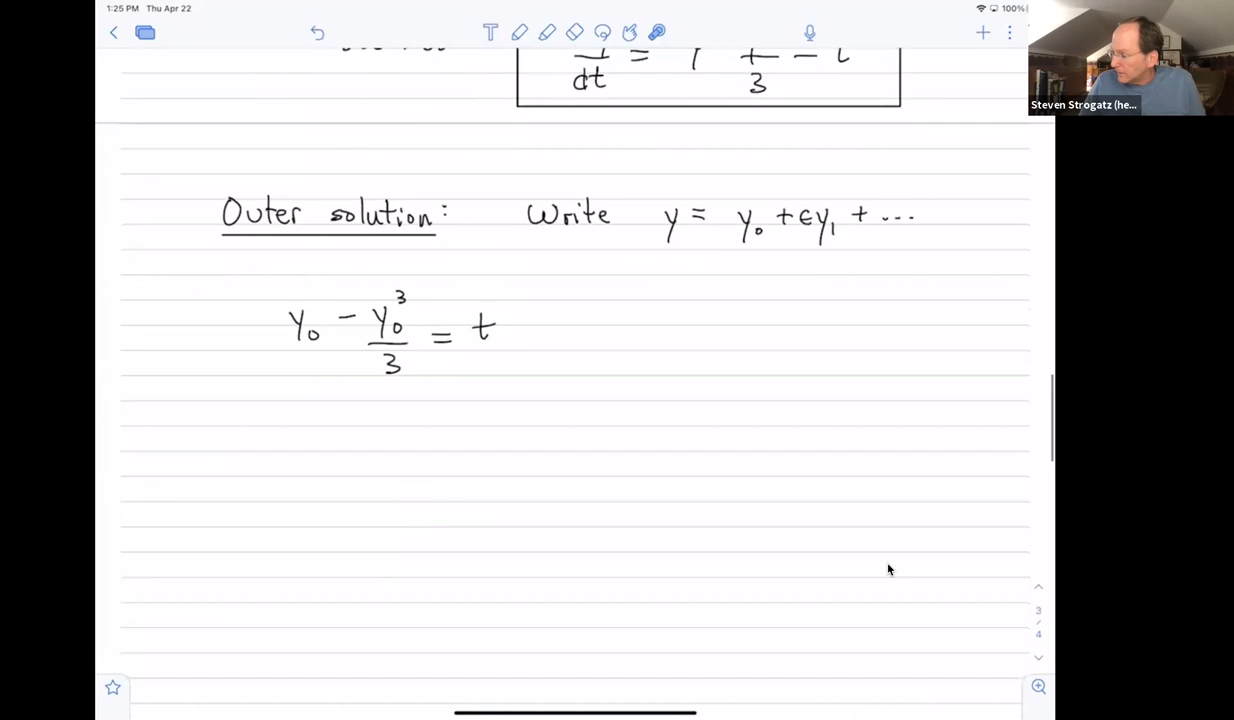 1:25 PM Thu Apr 22
100%
dt = 3 −
Steven Strogatz (he...
Outer solution: Write y = y₀ + ϵy₁ + ...
y₀ − y₀³/3 = t
3
/
4